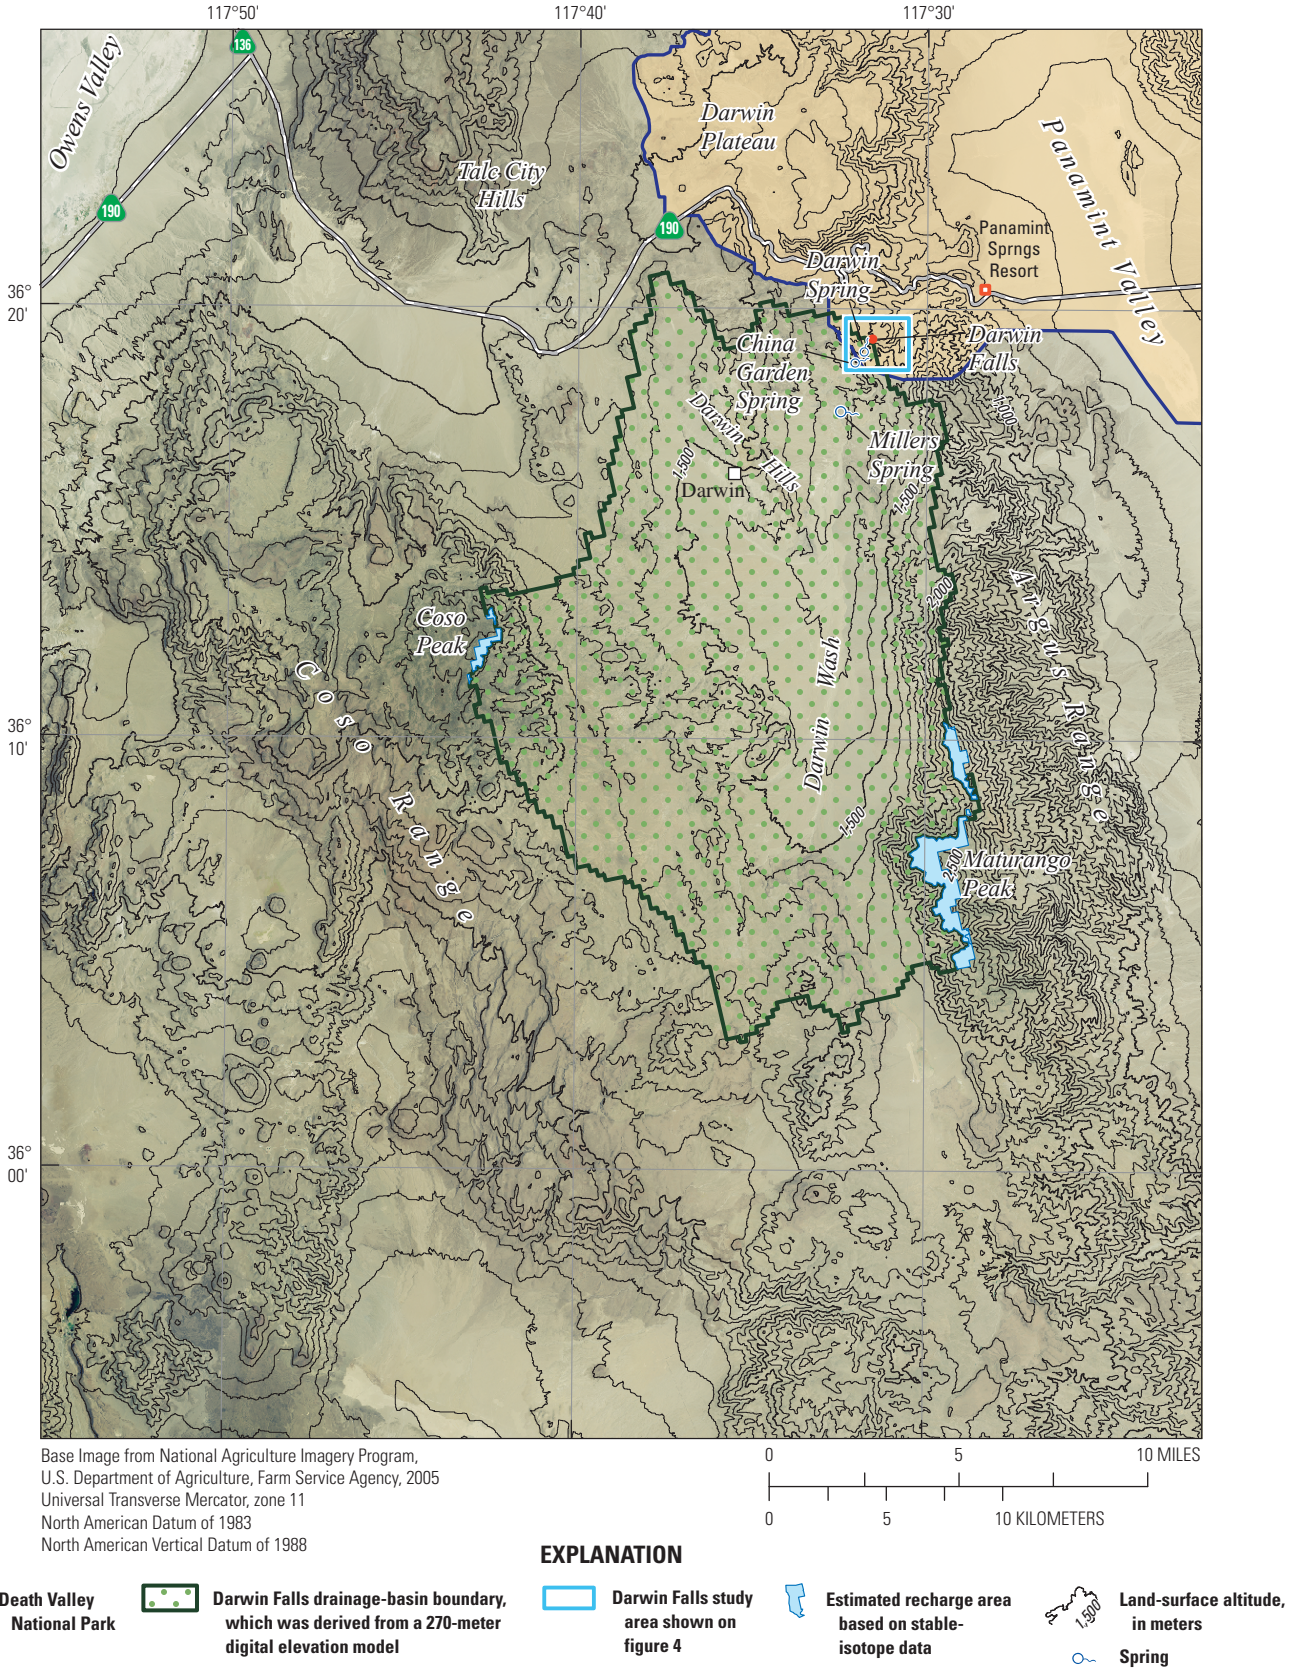 117°50'
117°40'
117°30'
136
Owens Valley
190
Talc City
Hills
Darwin
Plateau
190
Panamint Valley
Panamint
Sprngs
Resort
Darwin
Spring
36°
20'
China
Garden
Spring
Darwin
Falls
1,000
Darwin Hills
Millers
Spring
1,500
Darwin
1,500
2,000
Argus Range
Coso
Peak
Coso Range
Darwin Wash
36°
10'
1,500
2,500
Maturango
Peak
36°
00'
Base Image from National Agriculture Imagery Program,
U.S. Department of Agriculture, Farm Service Agency, 2005
Universal Transverse Mercator, zone 11
North American Datum of 1983
North American Vertical Datum of 1988
0 5 10 MILES
0 5 10 KILOMETERS
EXPLANATION
Death Valley
National Park
Darwin Falls drainage-basin boundary,
which was derived from a 270-meter
digital elevation model
Darwin Falls study
area shown on
figure 4
Estimated recharge area
based on stable-
isotope data
1,500
Land-surface altitude,
in meters
Spring